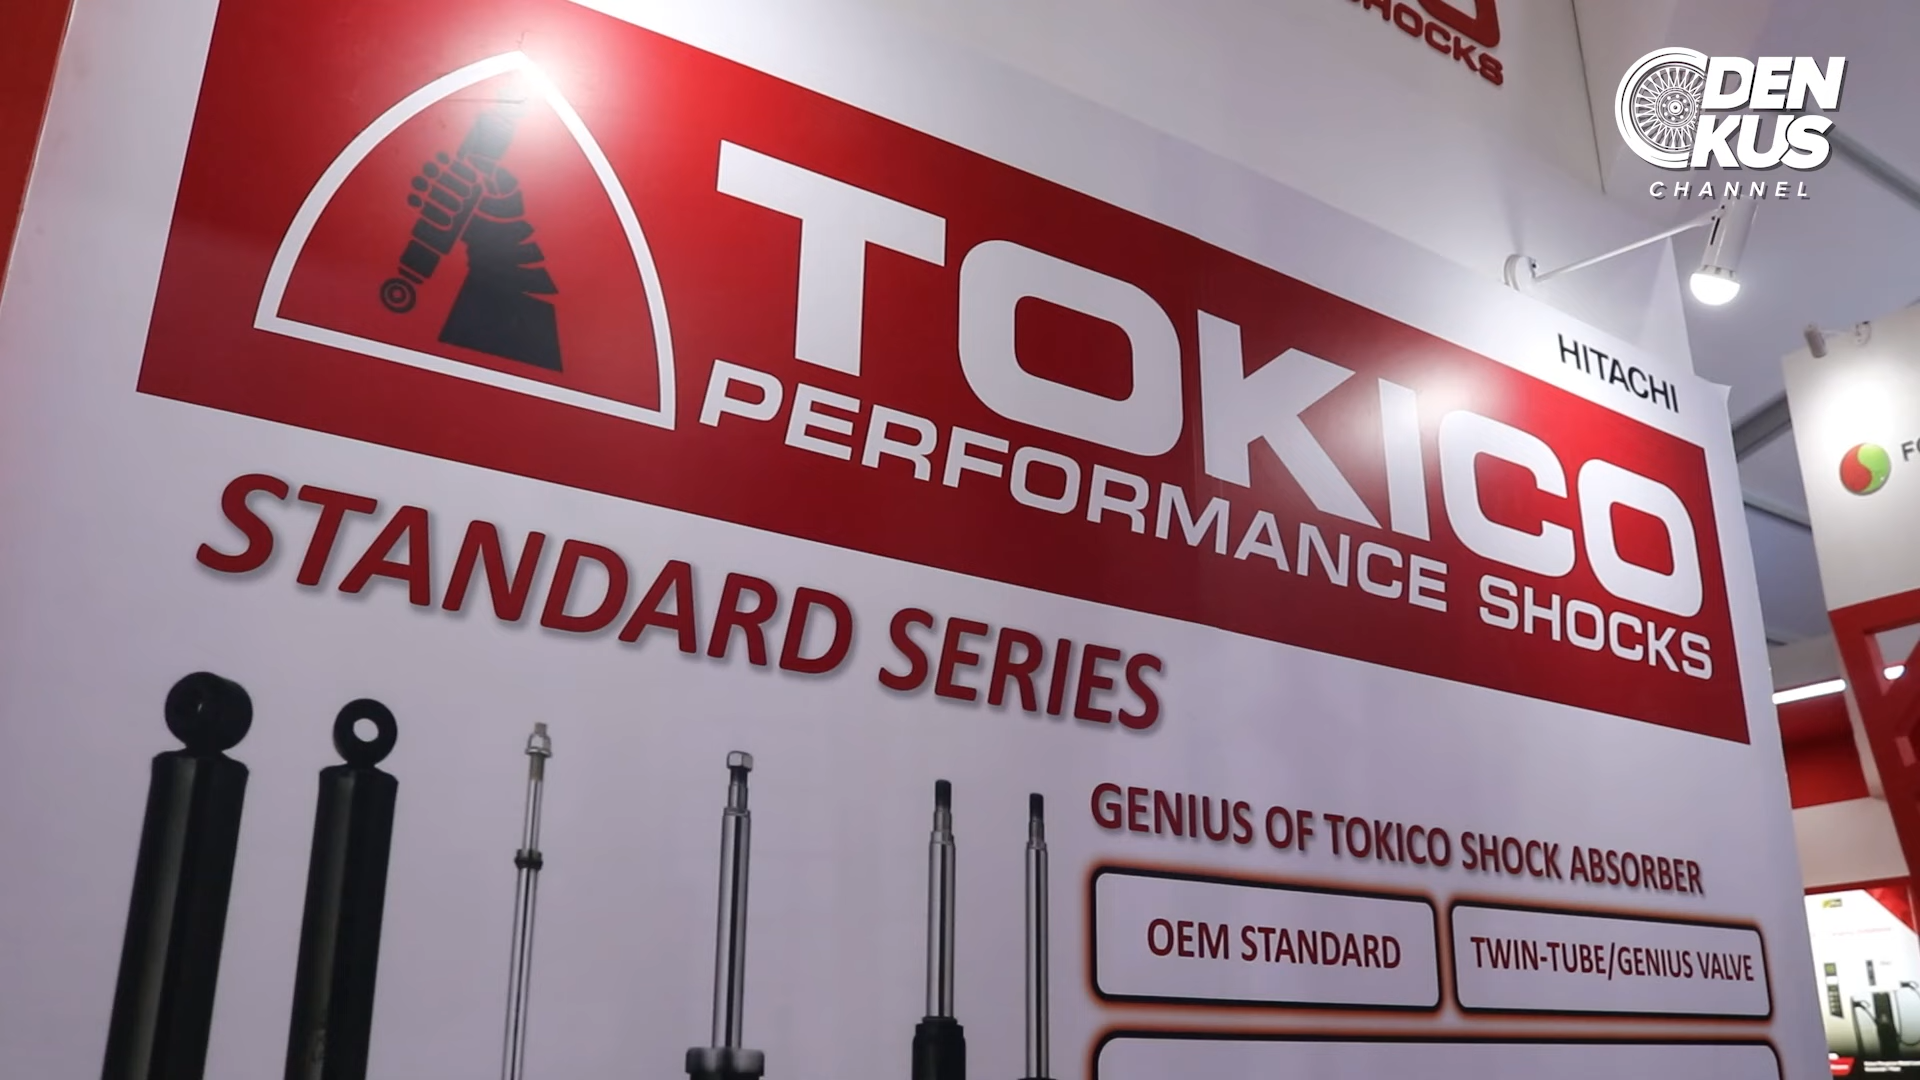 SHOCKS
DEN
KUS
CHANNEL
HITACHI
TOKICO
PERFORMANCE SHOCKS
STANDARD SERIES
GENIUS OF TOKICO SHOCK ABSORBER
OEM STANDARD
TWIN-TUBE/GENIUS VALVE